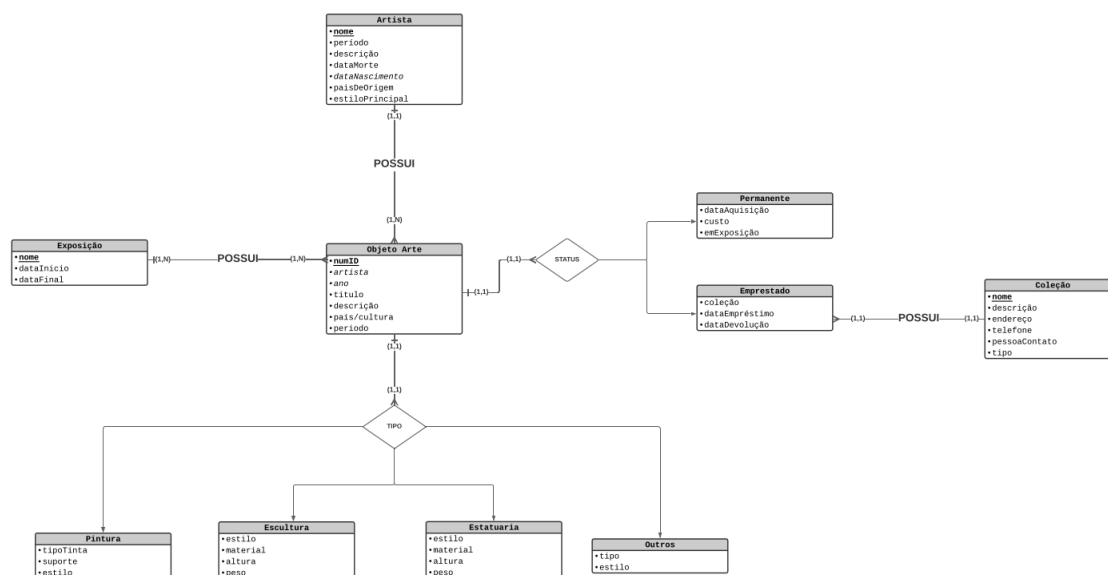 Artista
•nome
•período
•descrição
•dataMorte
•dataNascimento
•paisDeOrigem
•estiloPrincipal
(1,1)
POSSUI
(1,N)
Permanente
•dataAquisição
•custo
•emExposição
Exposição
•nome
•dataInício
•dataFinal
(1,N)
POSSUI
(1,N)
Objeto Arte
•numID
•artista
•ano
•titulo
•descrição
•pais/cultura
•periodo
(1,1)
(1,1)
STATUS
Emprestado
•coleção
•dataEmpréstimo
•dataDevolução
(1,1)
POSSUI
(1,1)
Coleção
•nome
•descrição
•endereço
•telefone
•pessoaContato
•tipo
(1,1)
(1,1)
TIPO
Pintura
•tipoTinta
•suporte
•estilo
Escultura
•estilo
•material
•altura
•peso
Estatuaria
•estilo
•material
•altura
•peso
Outros
•tipo
•estilo